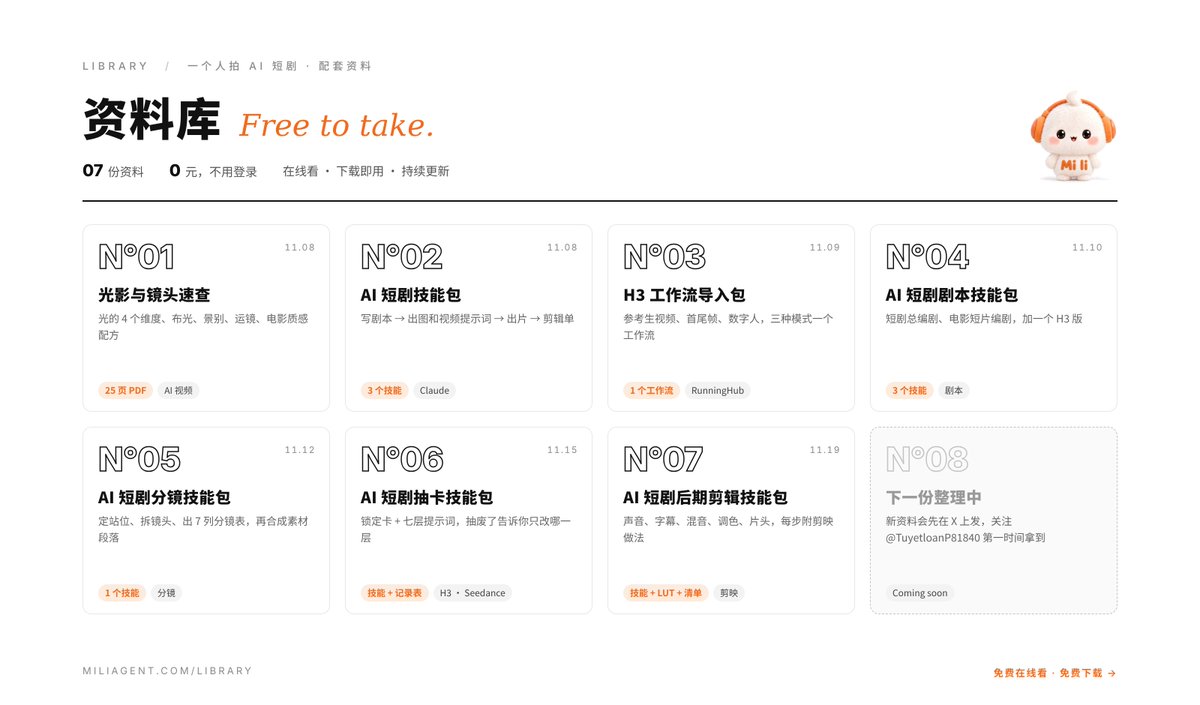 LIBRARY / 一个人拍 AI 短剧 · 配套资料
资料库 Free to take.
07 份资料 0 元，不用登录 在线看 · 下载即用 · 持续更新
Mi li
Nº01 11.08
光影与镜头速查
光的 4 个维度、布光、景别、运镜、电影质感
配方
25 页 PDF AI 视频
Nº02 11.08
AI 短剧技能包
写剧本 → 出图和视频提示词 → 出片 → 剪辑单
3 个技能 Claude
Nº03 11.09
H3 工作流导入包
参考生视频、首尾帧、数字人，三种模式一个
工作流
1 个工作流 RunningHub
Nº04 11.10
AI 短剧剧本技能包
短剧总编剧、电影短片编剧，加一个 H3 版
3 个技能 剧本
Nº05 11.12
AI 短剧分镜技能包
定站位、拆镜头、出 7 列分镜表，再合成素材
段落
1 个技能 分镜
Nº06 11.15
AI 短剧抽卡技能包
锁定卡 + 七层提示词，抽废了告诉你只改哪一
层
技能 + 记录表 H3 · Seedance
Nº07 11.19
AI 短剧后期剪辑技能包
声音、字幕、混音、调色、片头，每步附剪映
做法
技能 + LUT + 清单 剪映
Nº08
下一份整理中
新资料会先在 X 上发，关注
@TuyetloanP81840 第一时间拿到
Coming soon
MILIAGENT.COM/LIBRARY
免费在线看 · 免费下载 →